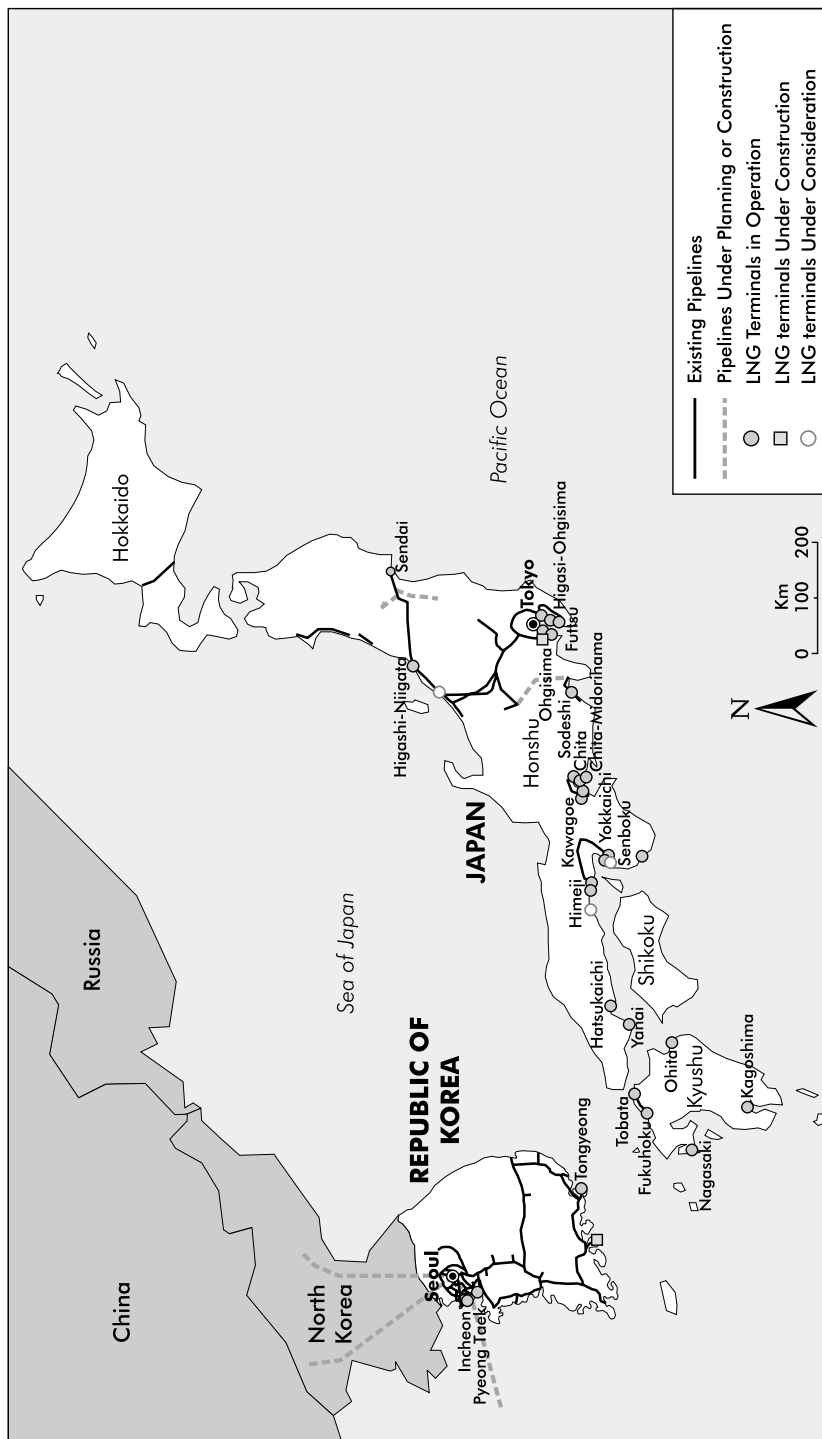 China
Russia
North
Korea
REPUBLIC OF
KOREA
Seoul
Incheon
Pyeong Taek
Tongyeong
Sea of Japan
JAPAN
Hokkaido
Pacific Ocean
Sendai
Higashi-Niigata
Tokyo
Higasi-Ohgisima
Futtsu
Ohgisima
Honshu
Sodeshi
Chita
Chita-Midorihama
Kawagoe
Yokkaichi
Senboku
Himeji
Hatsukaichi
Yanai
Shikoku
Tobata
Fukuhoku
Ohita
Kyushu
Nagasaki
Kagoshima
N
Km
0 100 200
Existing Pipelines
Pipelines Under Planning or Construction
LNG Terminals in Operation
LNG terminals Under Construction
LNG terminals Under Consideration